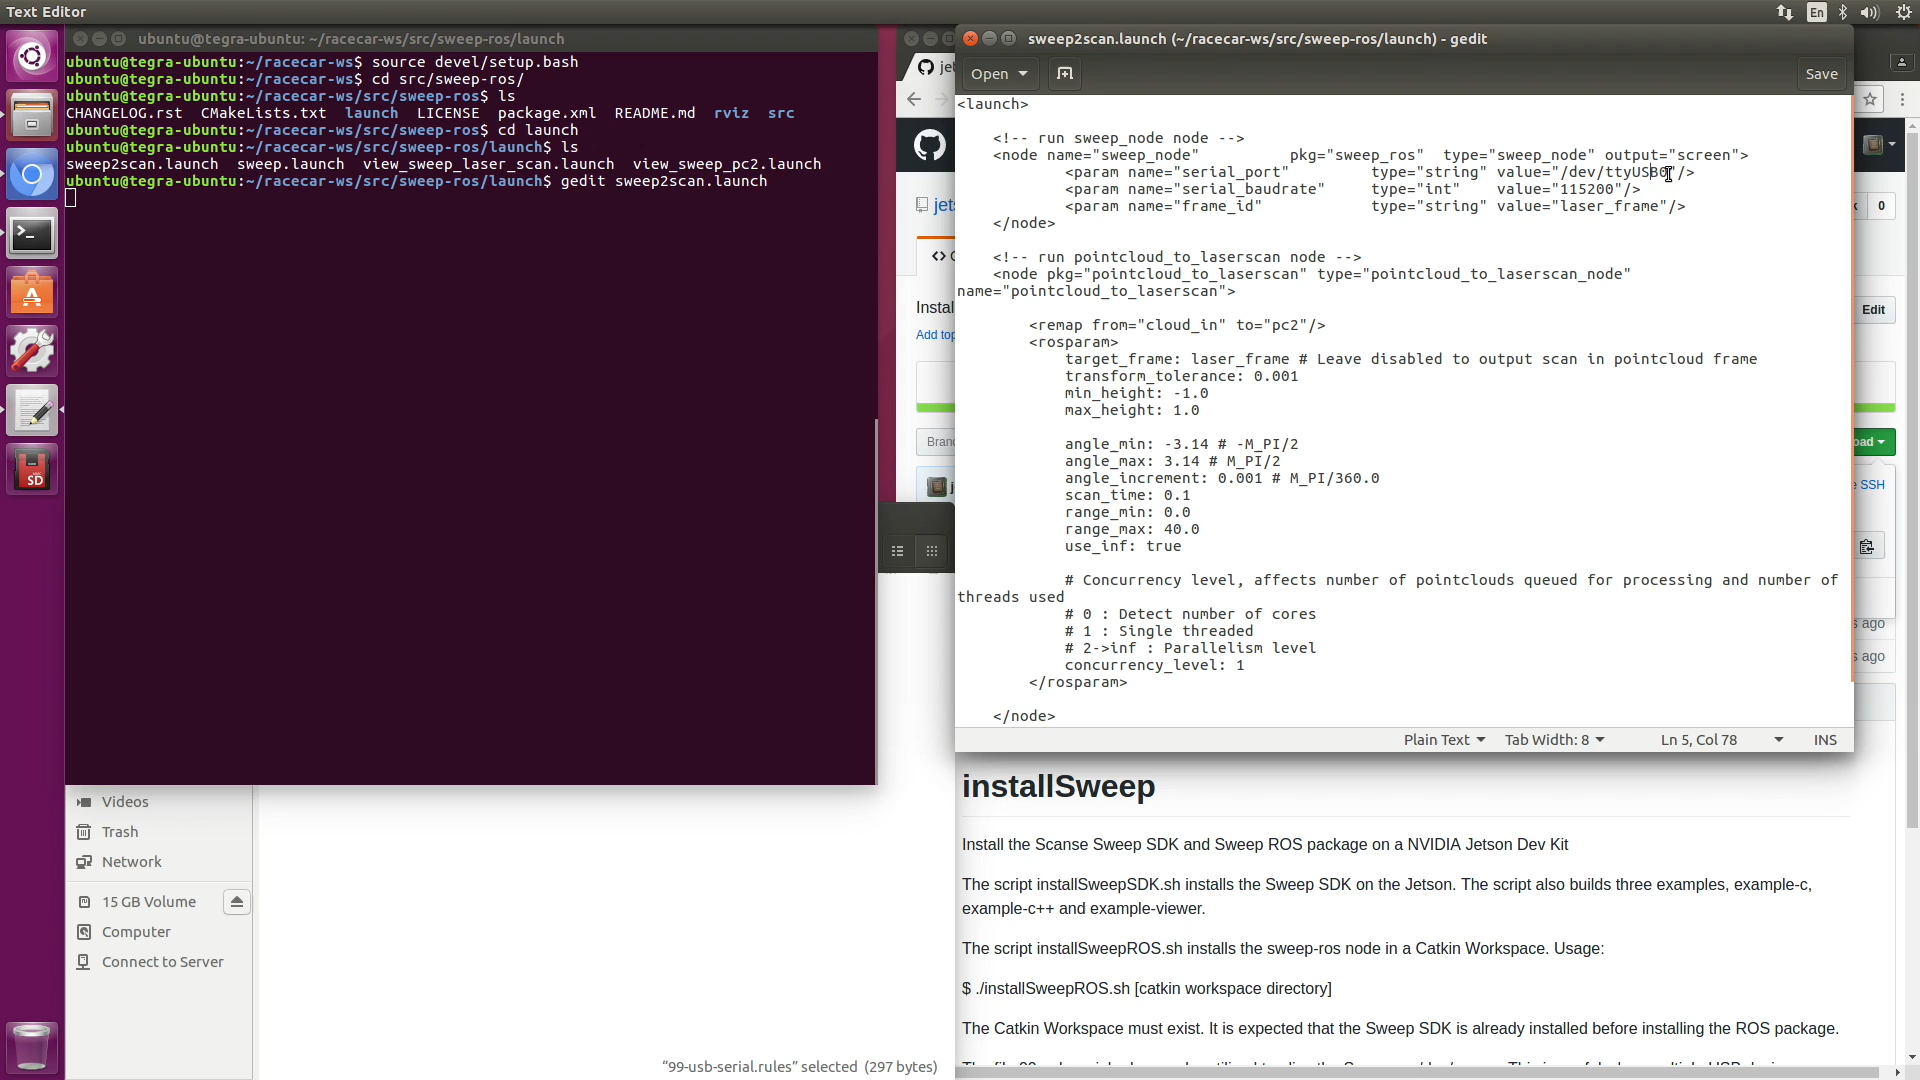 Text Editor
En
ubuntu@tegra-ubuntu: ~/racecar-ws/src/sweep-ros/launch
ubuntu@tegra-ubuntu:~/racecar-ws$ source devel/setup.bash
ubuntu@tegra-ubuntu:~/racecar-ws$ cd src/sweep-ros/
ubuntu@tegra-ubuntu:~/racecar-ws/src/sweep-ros$ ls
CHANGELOG.rst CMakeLists.txt launch LICENSE package.xml README.md rviz src
ubuntu@tegra-ubuntu:~/racecar-ws/src/sweep-ros$ cd launch
ubuntu@tegra-ubuntu:~/racecar-ws/src/sweep-ros/launch$ ls
sweep2scan.launch sweep.launch view_sweep_laser_scan.launch view_sweep_pc2.launch
ubuntu@tegra-ubuntu:~/racecar-ws/src/sweep-ros/launch$ gedit sweep2scan.launch
SD
Videos
Trash
Network
15 GB Volume
Computer
Connect to Server
“99-usb-serial.rules” selected (297 bytes)
sweep2scan.launch (~/racecar-ws/src/sweep-ros/launch) - gedit
Open
Save
<launch>
<!-- run sweep_node node -->
<node name="sweep_node" pkg="sweep_ros" type="sweep_node" output="screen">
<param name="serial_port" type="string" value="/dev/ttyUSB0"/>
<param name="serial_baudrate" type="int" value="115200"/>
<param name="frame_id" type="string" value="laser_frame"/>
</node>
<!-- run pointcloud_to_laserscan node -->
<node pkg="pointcloud_to_laserscan" type="pointcloud_to_laserscan_node"
name="pointcloud_to_laserscan">
<remap from="cloud_in" to="pc2"/>
<rosparam>
target_frame: laser_frame # Leave disabled to output scan in pointcloud frame
transform_tolerance: 0.001
min_height: -1.0
max_height: 1.0
angle_min: -3.14 # -M_PI/2
angle_max: 3.14 # M_PI/2
angle_increment: 0.001 # M_PI/360.0
scan_time: 0.1
range_min: 0.0
range_max: 40.0
use_inf: true
# Concurrency level, affects number of pointclouds queued for processing and number of
threads used
# 0 : Detect number of cores
# 1 : Single threaded
# 2->inf : Parallelism level
concurrency_level: 1
</rosparam>
</node>
Plain Text Tab Width: 8 Ln 5, Col 78 INS
jet
jets
<> C
Instal
Add top
Branc
j
k 0
Edit
oad
e SSH
s ago
s ago
installSweep
Install the Scanse Sweep SDK and Sweep ROS package on a NVIDIA Jetson Dev Kit
The script installSweepSDK.sh installs the Sweep SDK on the Jetson. The script also builds three examples, example-c,
example-c++ and example-viewer.
The script installSweepROS.sh installs the sweep-ros node in a Catkin Workspace. Usage:
$ ./installSweepROS.sh [catkin workspace directory]
The Catkin Workspace must exist. It is expected that the Sweep SDK is already installed before installing the ROS package.